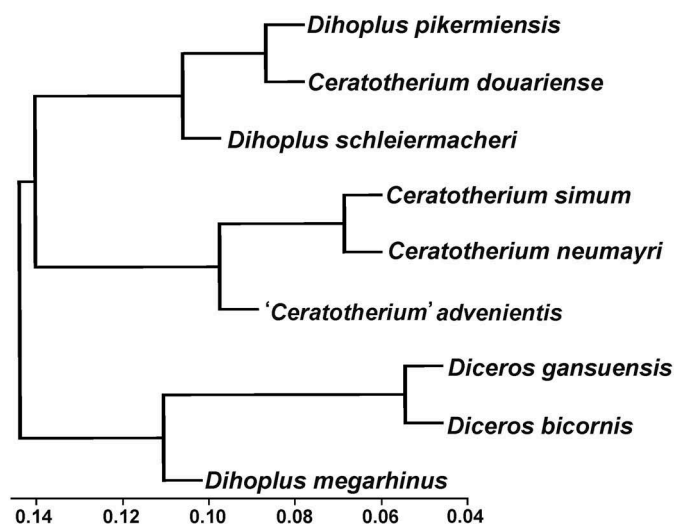 Dihoplus pikermiensis
Ceratotherium douariense
Dihoplus schleiermacheri
Ceratotherium simum
Ceratotherium neumayri
‘Ceratotherium’ advenientis
Diceros gansuensis
Diceros bicornis
Dihoplus megarhinus
0.14 0.12 0.10 0.08 0.06 0.04